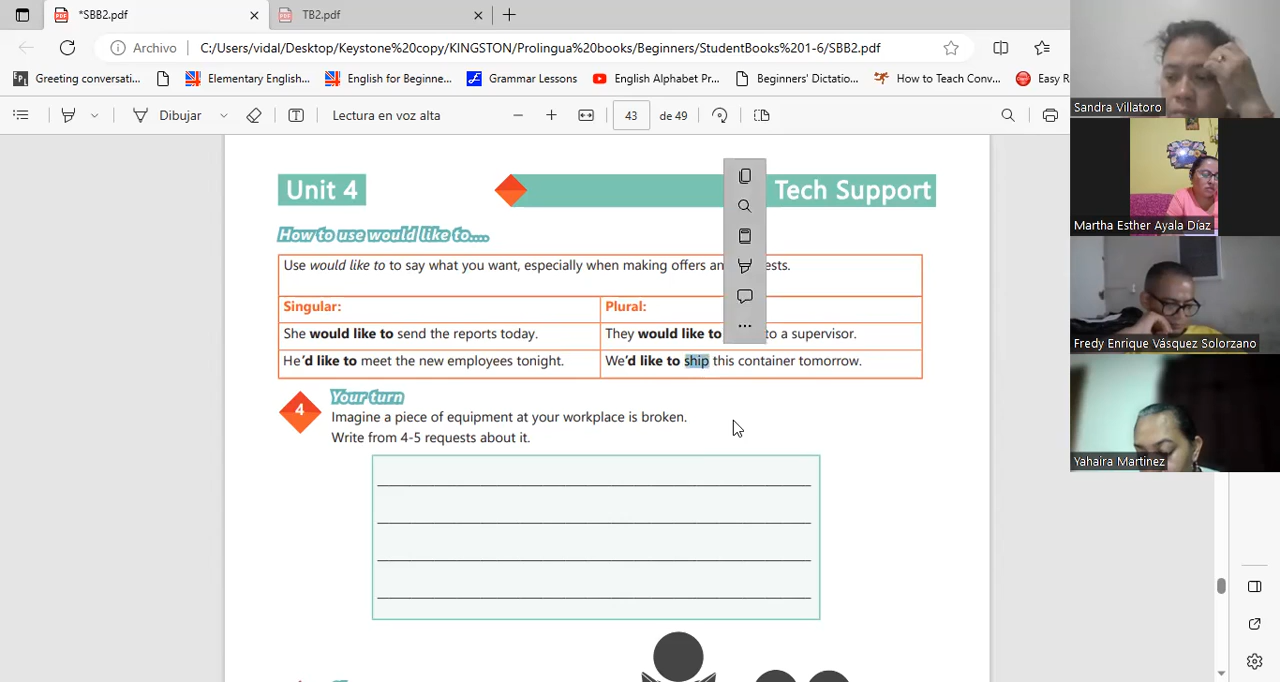 *SBB2.pdf
TB2.pdf
Archivo
C:/Users/vidal/Desktop/Keystone%20copy/KINGSTON/Prolingua%20books/Beginners/StudentBooks%201-6/SBB2.pdf
Greeting conversati...
Elementary English...
English for Beginne...
Grammar Lessons
English Alphabet Pr...
Beginners' Dictatio...
How to Teach Conv...
Easy R
Dibujar
Lectura en voz alta
43
de 49
Unit 4
Tech Support
How to use would like to....
Use would like to to say what you want, especially when making offers an ests.
Singular:
Plural:
She would like to send the reports today.
They would like to to a supervisor.
He'd like to meet the new employees tonight.
We'd like to ship this container tomorrow.
4
Your turn
Imagine a piece of equipment at your workplace is broken.
Write from 4-5 requests about it.
Sandra Villatoro
Martha Esther Ayala Díaz
Fredy Enrique Vásquez Solorzano
Yahaira Martinez